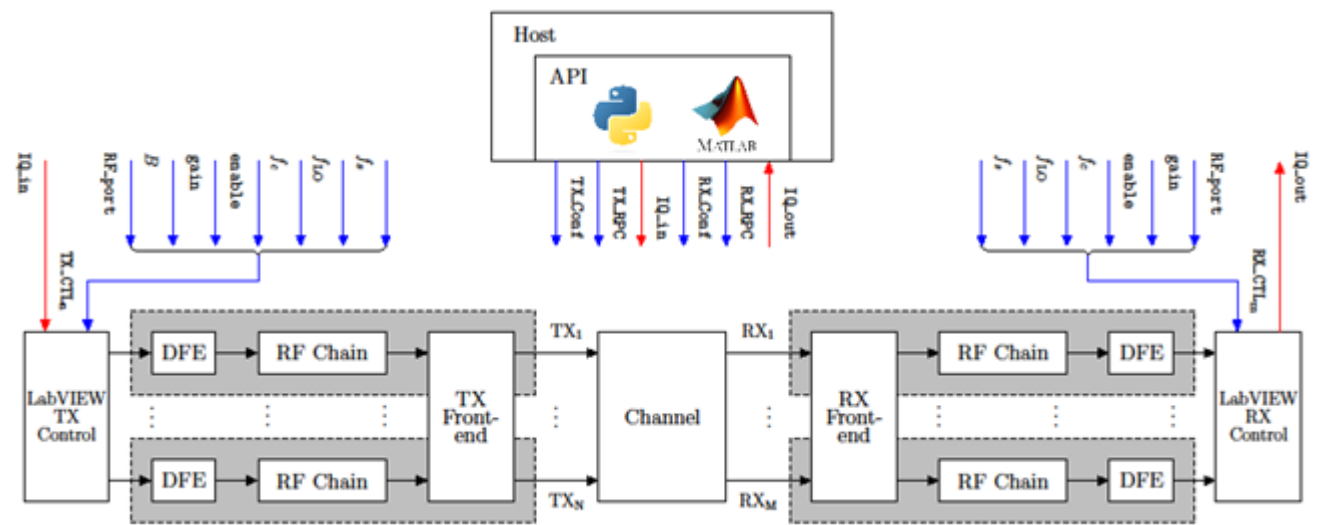 Host
API
MATLAB
IQ_in
RF_port
B
gain
enable
f_c
f_LO
f_s
TX_Conf
TX_RPC
IQ_in
RX_Conf
RX_RPC
IQ_out
f_s
f_LO
f_c
enable
gain
RF_port
IQ_out
TX_CTL_n
RX_CTL_m
LabVIEW
TX
Control
DFE
RF Chain
TX
Front-
end
TX_1
Channel
RX_1
RX
Front-
end
RF Chain
DFE
LabVIEW
RX
Control
DFE
RF Chain
TX_N
RX_M
RF Chain
DFE